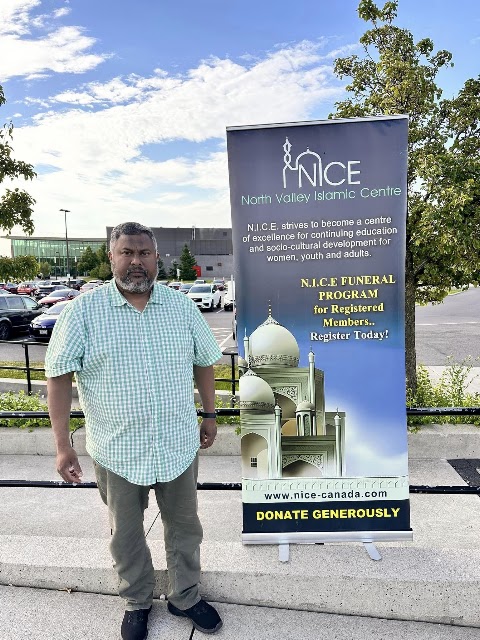 NICE
North Valley Islamic Centre
N.I.C.E. strives to become a centre
of excellence for continuing education
and socio-cultural development for
women, youth and adults.
N.I.C.E FUNERAL
PROGRAM
for Registered
Members..
Register Today!
www.nice-canada.com
DONATE GENEROUSLY